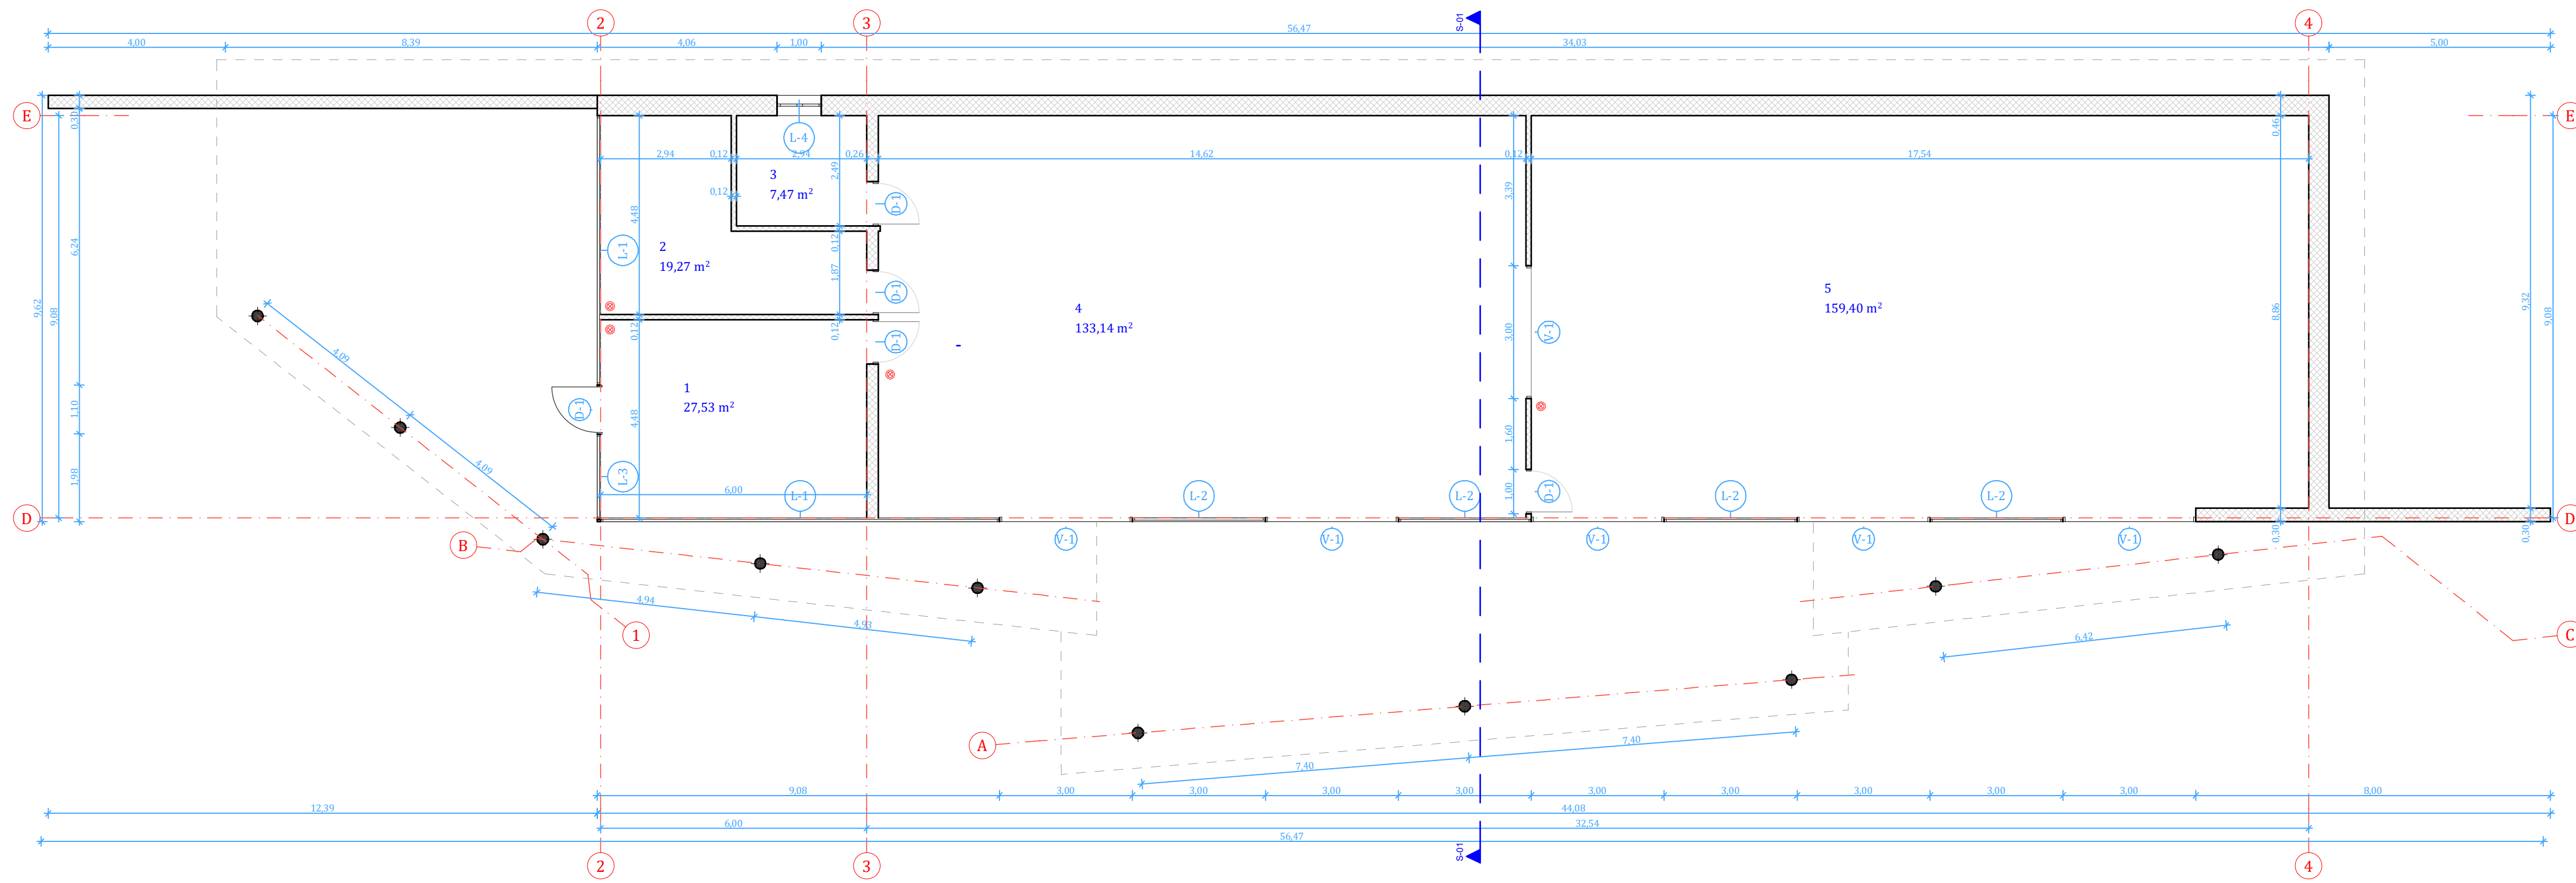 2
3
S-01
4
56,47
4,00
8,39
4,06
1,00
34,03
5,00
E
E
L-4
0,30
0,46
2,94
0,12
2,94
0,26
14,62
0,12
17,54
3
7,47 m²
0,12
2,49
D-1
3,39
4,48
L-1
2
19,27 m²
0,12
1,87
D-1
6,24
9,62
9,08
4
133,14 m²
5
159,40 m²
3,00
V-1
8,86
9,32
9,08
0,12
0,12
D-1
-
4,09
4,09
1
27,53 m²
1,10
D-1
4,48
1,98
L-3
6,00
L-1
L-2
L-2
1,60
1,00
D-1
L-2
L-2
D
D
0,30
0,30
B
V-1
V-1
V-1
V-1
V-1
1
4,94
4,93
6,42
C
A
7,40
7,40
9,08
3,00
3,00
3,00
3,00
3,00
3,00
3,00
3,00
3,00
8,00
12,39
44,08
6,00
32,54
56,47
2
3
S-01
4